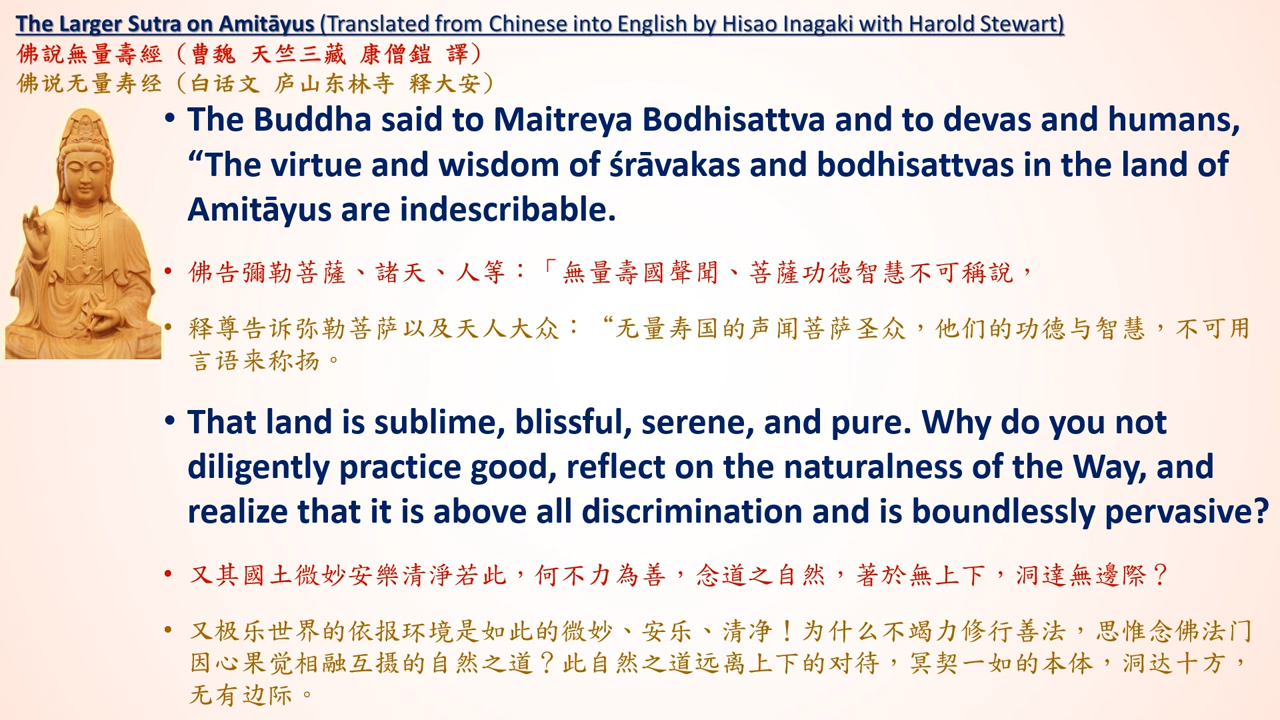 The Larger Sutra on Amitāyus (Translated from Chinese into English by Hisao Inagaki with Harold Stewart)
佛說無量壽經（曹魏 天竺三藏 康僧鎧 譯）
佛说无量寿经（白话文 庐山东林寺 释大安）
• The Buddha said to Maitreya Bodhisattva and to devas and humans,
“The virtue and wisdom of śrāvakas and bodhisattvas in the land of
Amitāyus are indescribable.
• 佛告彌勒菩薩、諸天、人等：「無量壽國聲聞、菩薩功德智慧不可稱說，
• 释尊告诉弥勒菩萨以及天人大众：“无量寿国的声闻菩萨圣众，他们的功德与智慧，不可用
言语来称扬。
• That land is sublime, blissful, serene, and pure. Why do you not
diligently practice good, reflect on the naturalness of the Way, and
realize that it is above all discrimination and is boundlessly pervasive?
• 又其國土微妙安樂清淨若此，何不力為善，念道之自然，著於無上下，洞達無邊際？
• 又极乐世界的依报环境是如此的微妙、安乐、清净！为什么不竭力修行善法，思惟念佛法门
因心果觉相融互摄的自然之道？此自然之道远离上下的对待，冥契一如的本体，洞达十方，
无有边际。